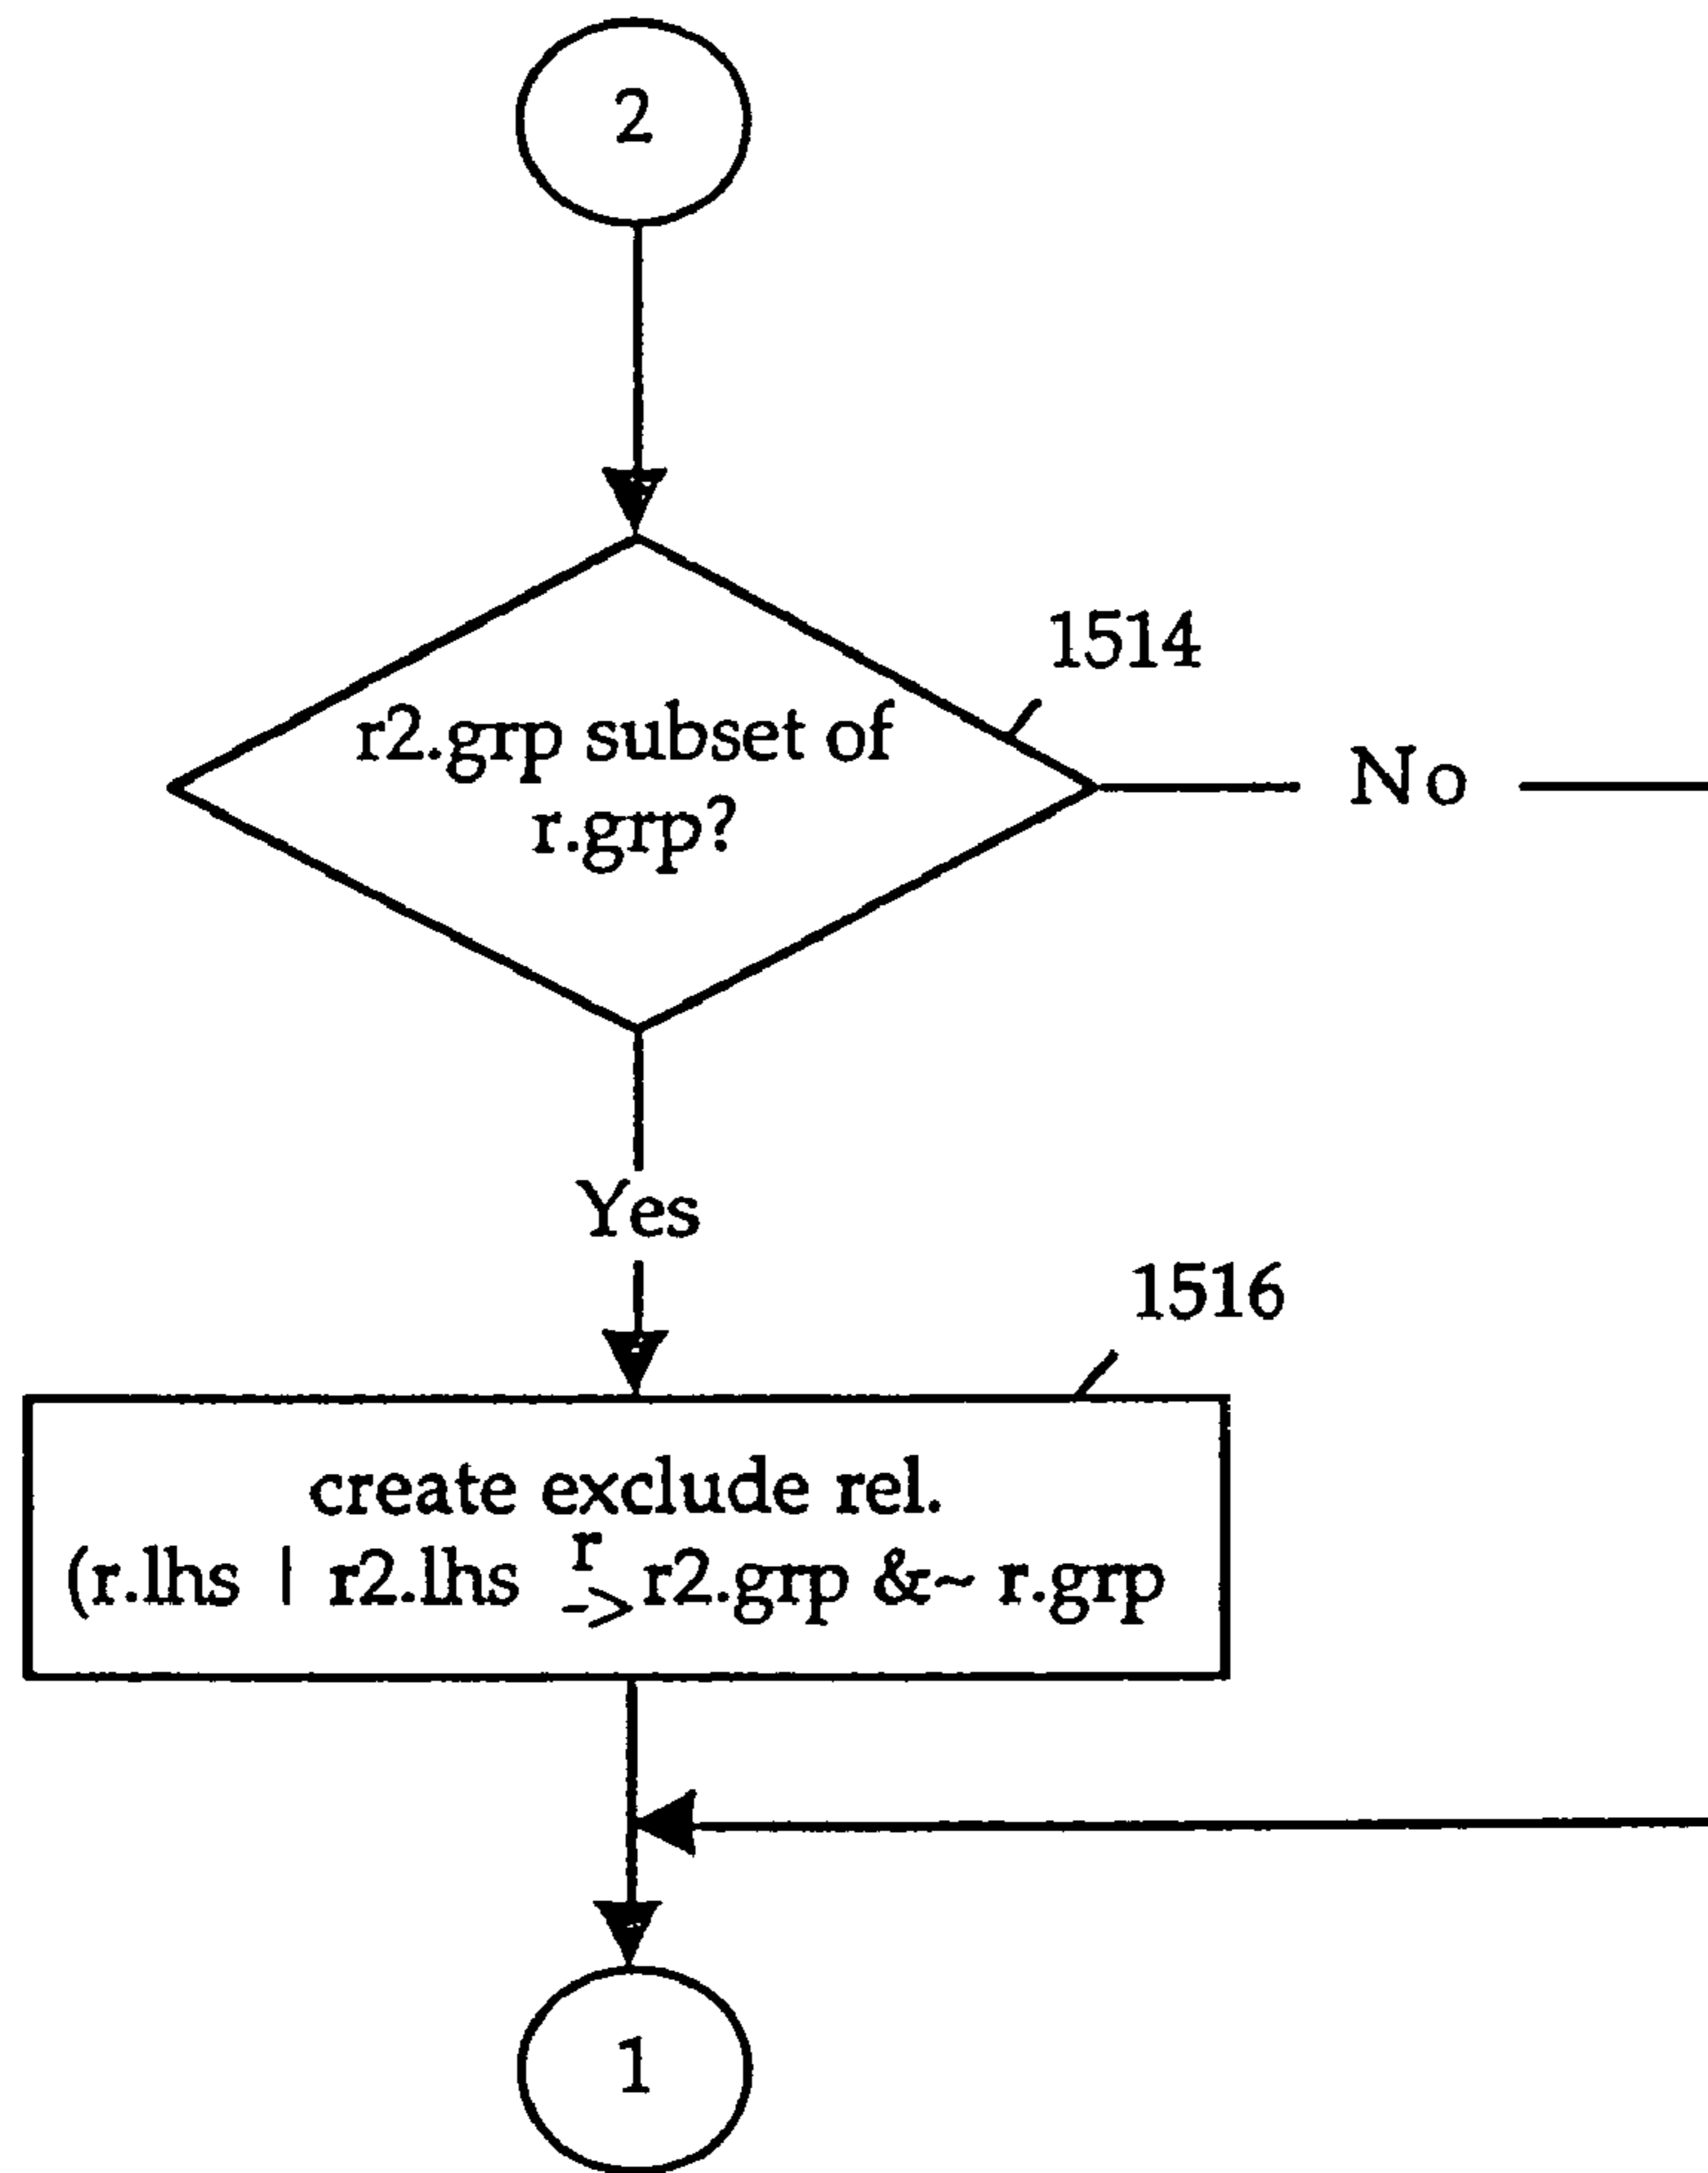 2
1514
r2.grp subset of
r.grp?
No
Yes
1516
create exclude rel.
r
(r.lhs | r2.lhs -> r2.grp &~ r.grp
1